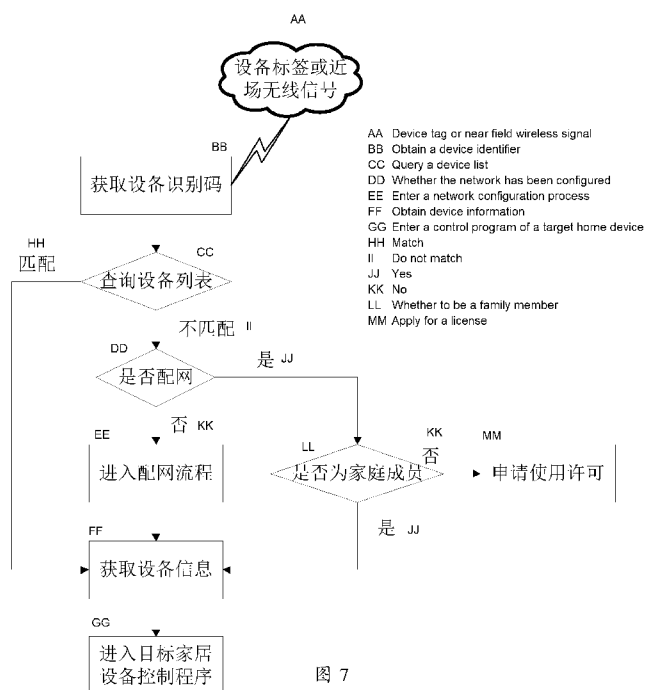 AA
设备标签或近
场无线信号
BB
获取设备识别码
AA Device tag or near field wireless signal
BB Obtain a device identifier
CC Query a device list
DD Whether the network has been configured
EE Enter a network configuration process
FF Obtain device information
GG Enter a control program of a target home device
HH Match
II Do not match
JJ Yes
KK No
LL Whether to be a family member
MM Apply for a license
HH
匹配
CC
查询设备列表
不匹配 II
DD
是否配网
是 JJ
否 KK
EE
进入配网流程
LL
是否为家庭成员
KK
否
MM
申请使用许可
是 JJ
FF
获取设备信息
GG
进入目标家居
设备控制程序
图 7